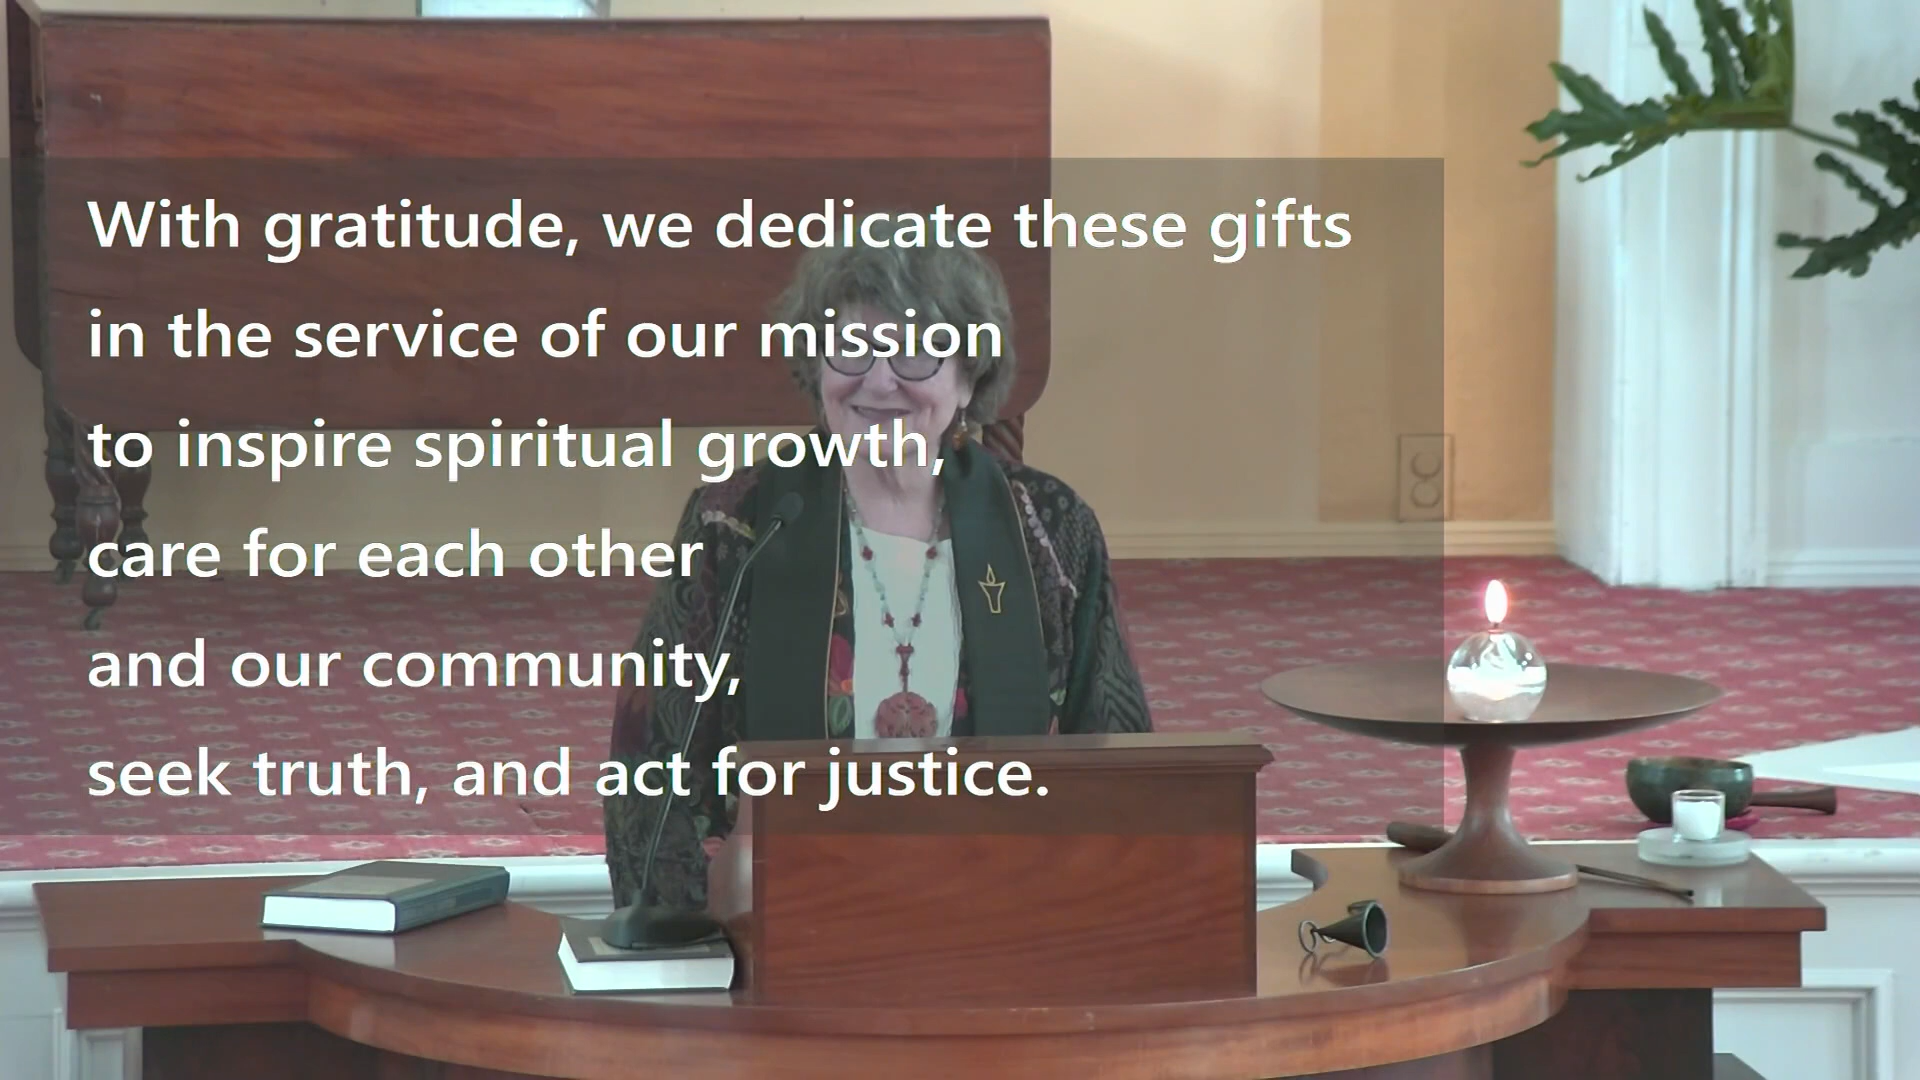 With gratitude, we dedicate these gifts
in the service of our mission
to inspire spiritual growth,
care for each other
and our community,
seek truth, and act for justice.